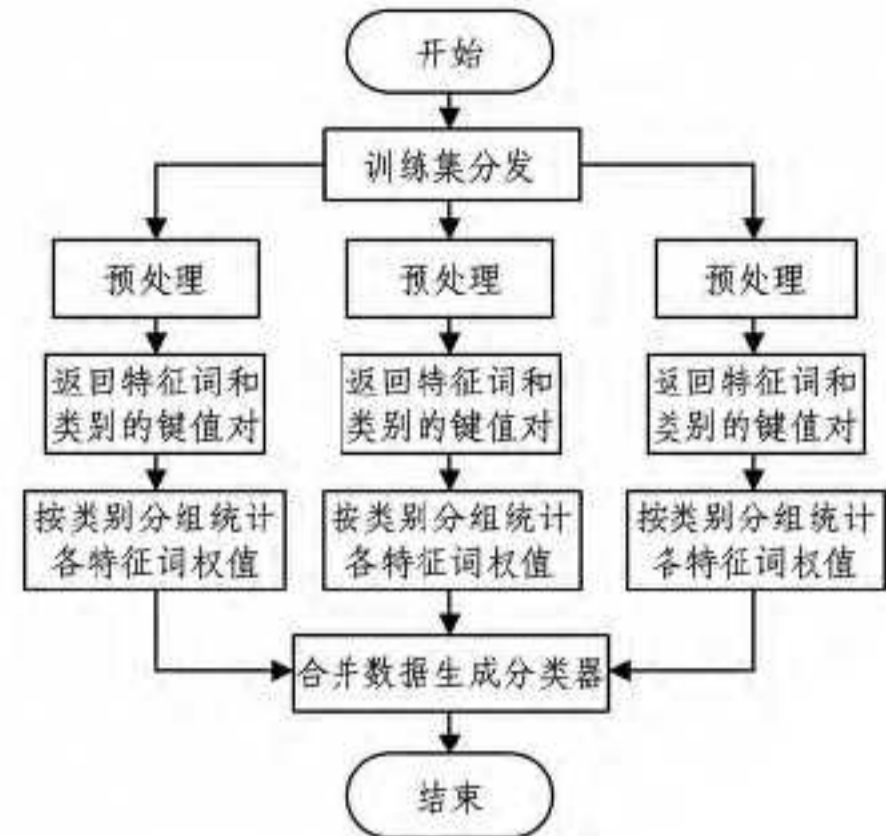 开始
训练集分发
预处理
预处理
预处理
返回特征词和
类别的键值对
返回特征词和
类别的键值对
返回特征词和
类别的键值对
按类别分组统计
各特征词权值
按类别分组统计
各特征词权值
按类别分组统计
各特征词权值
合并数据生成分类器
结束